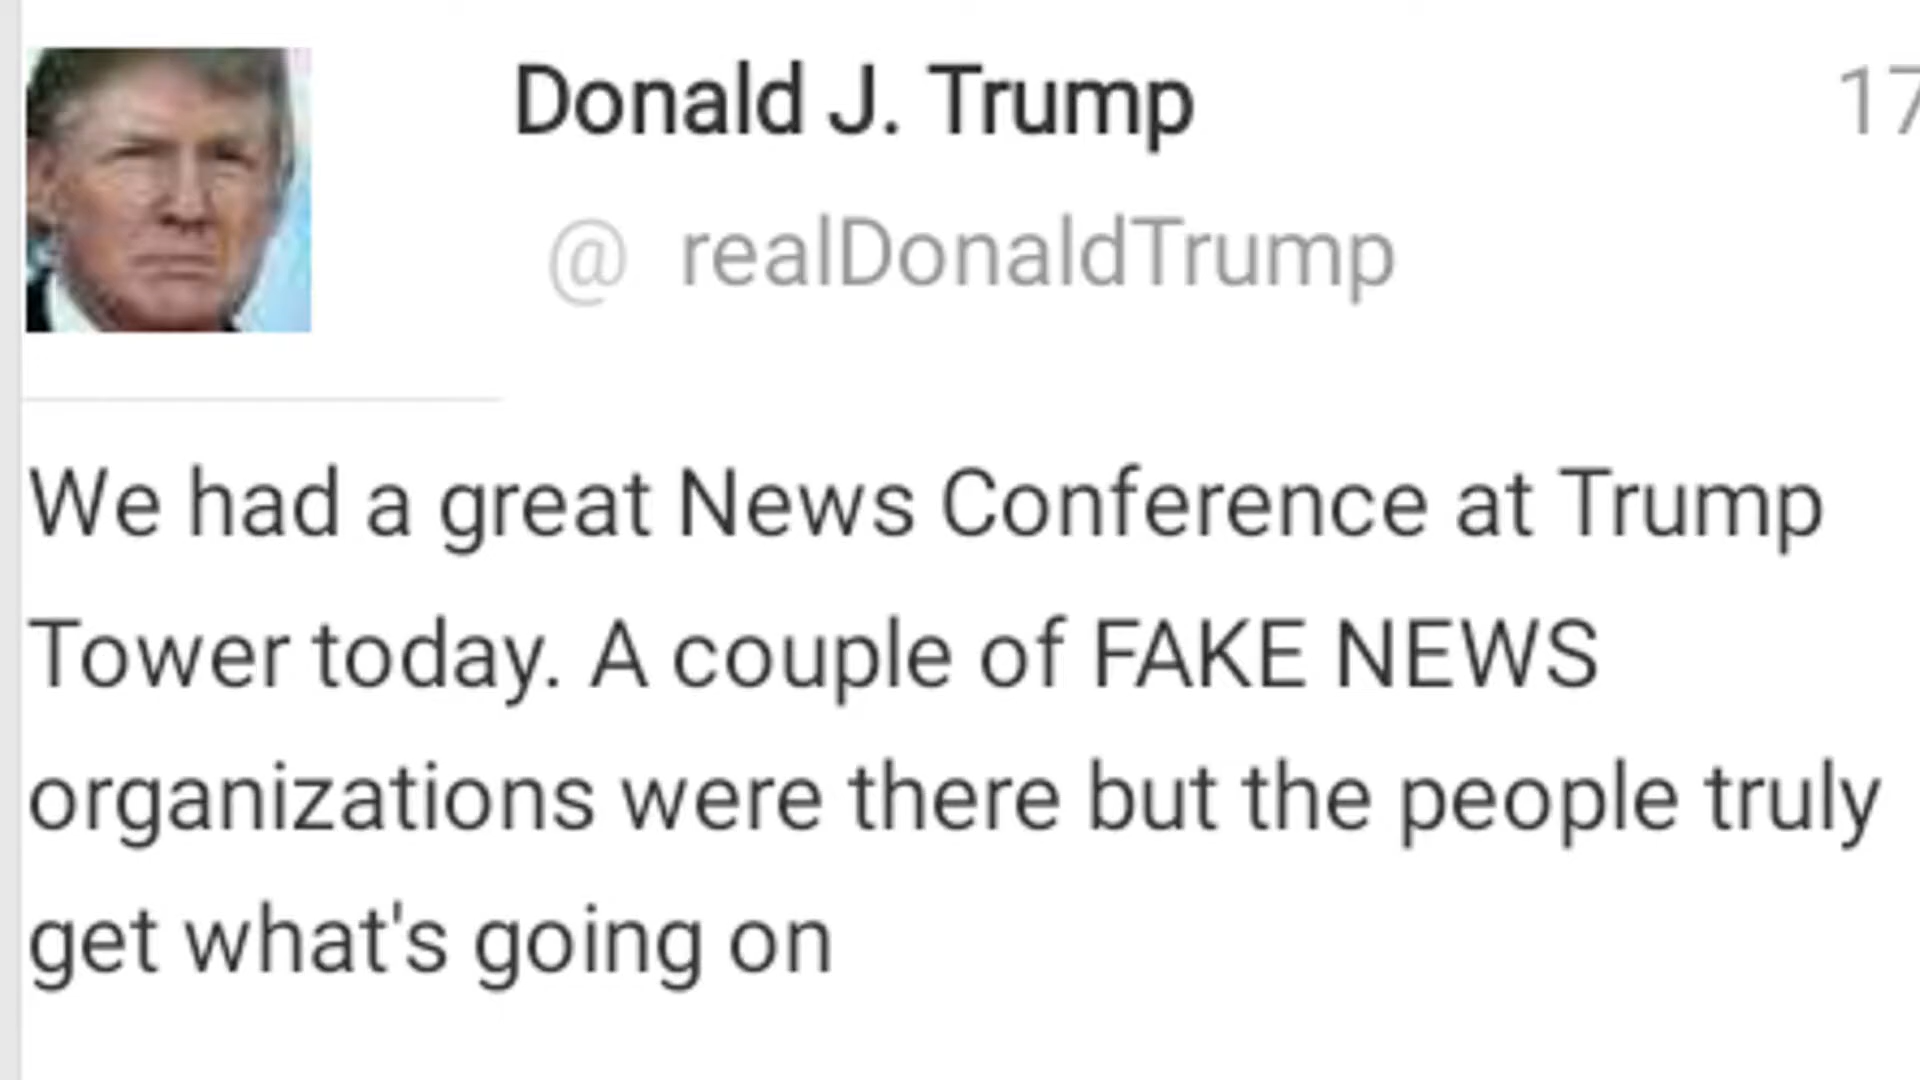 Donald J. Trump
17
@ realDonaldTrump
We had a great News Conference at Trump
Tower today. A couple of FAKE NEWS
organizations were there but the people truly
get what's going on